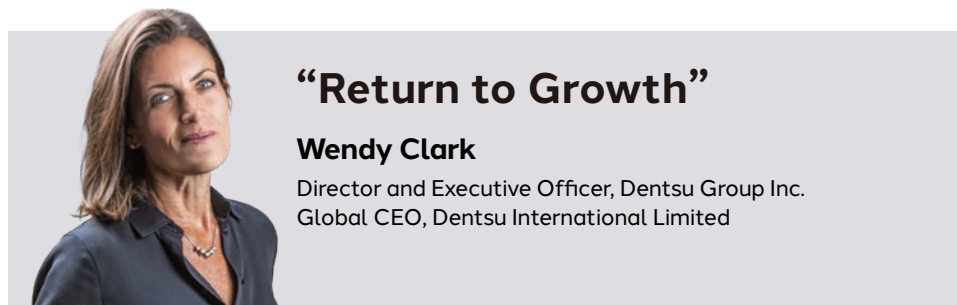 “Return to Growth”
Wendy Clark
Director and Executive Officer, Dentsu Group Inc.
Global CEO, Dentsu International Limited